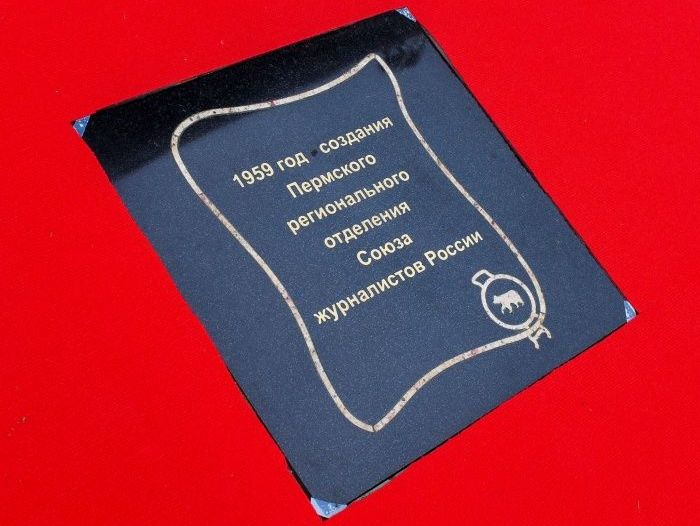 1959 год - создания
Пермского
регионального
отделения
Союза
журналистов России